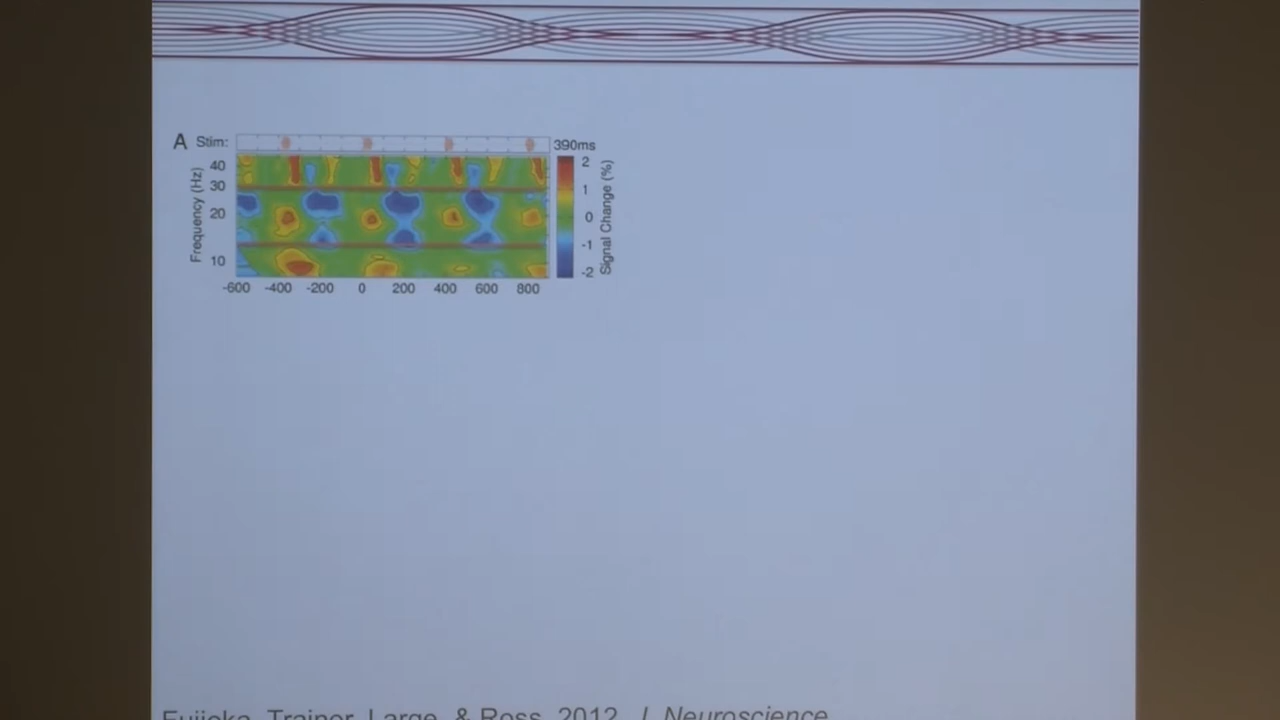 A Stim: 390ms
40
30
20
10
Frequency (Hz)
2
1
0
-1
-2
Signal Change (%)
-600 -400 -200 0 200 400 600 800
Fujioka, Trainor, Large, & Ross, 2012, J. Neuroscience